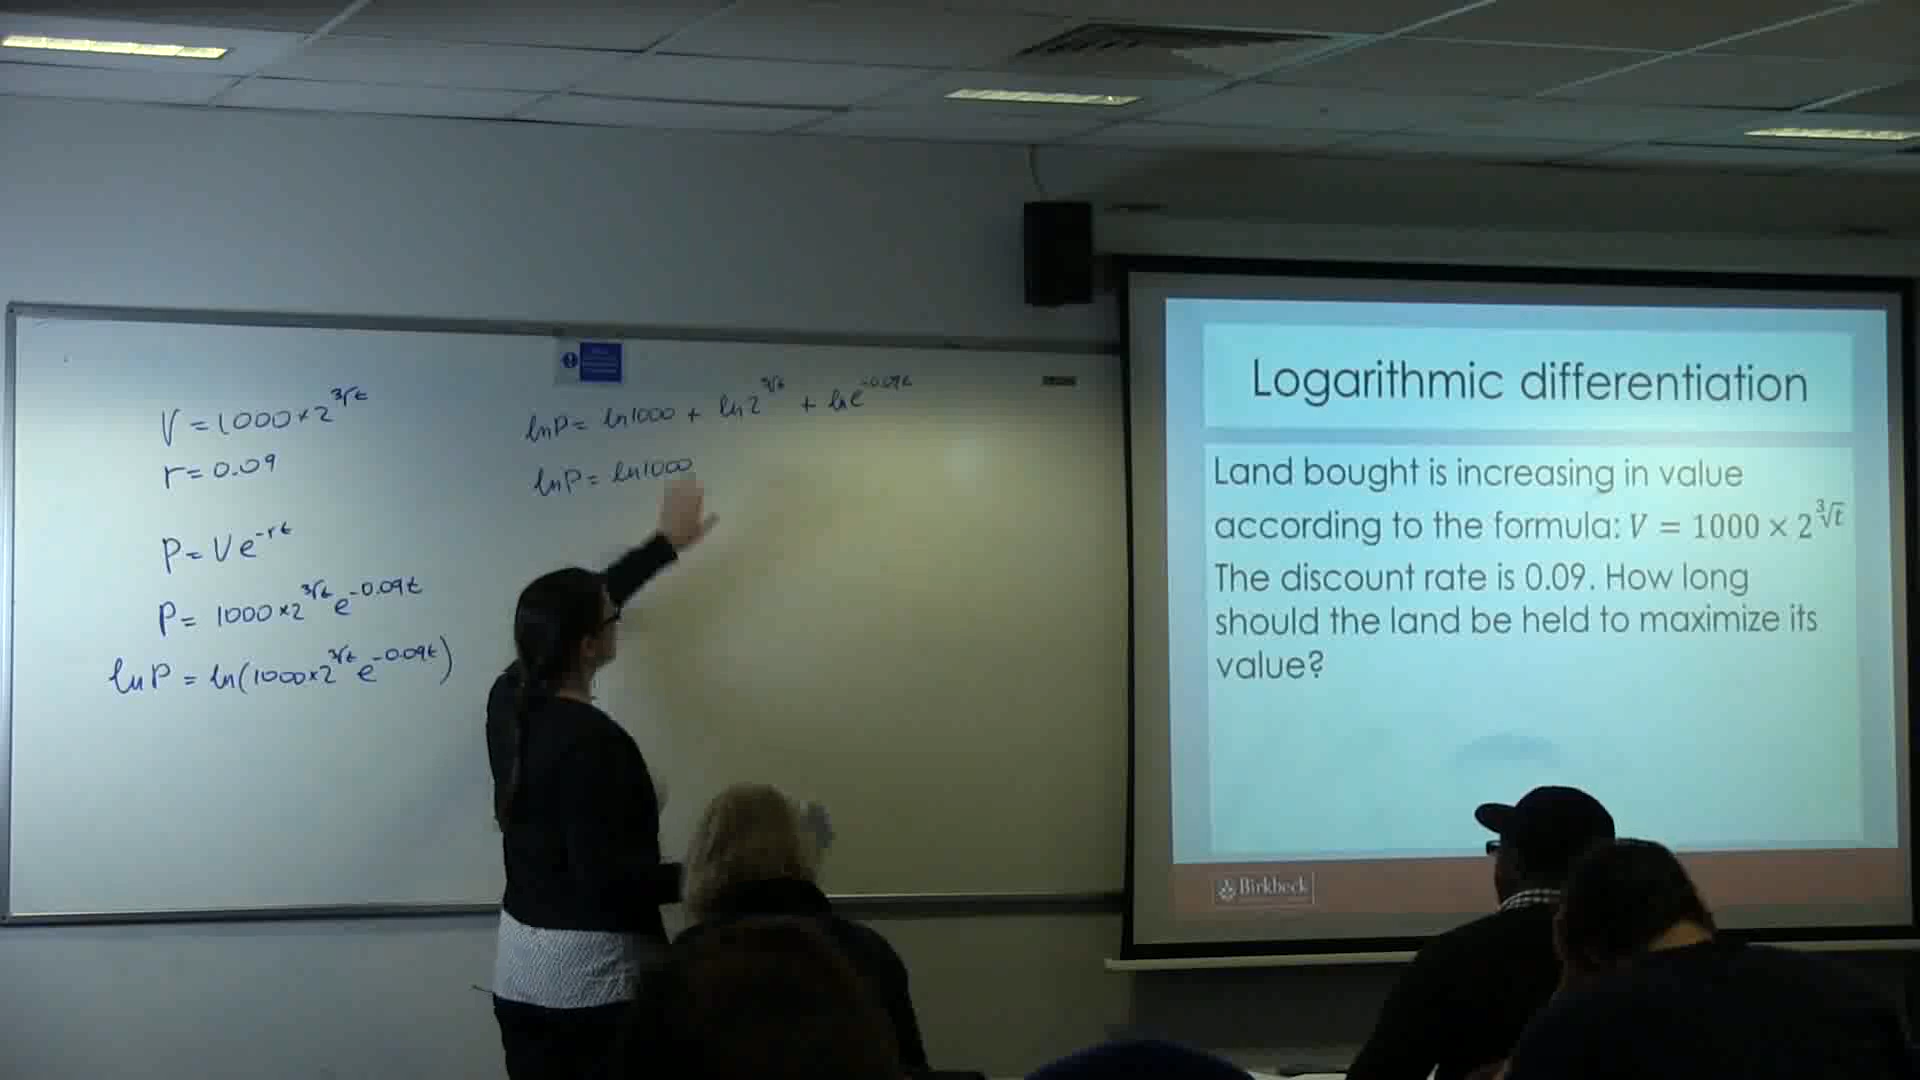 V = 1000 × 2^∛t
r = 0.09
P = Ve^-rt
P = 1000 × 2^∛t e^-0.09t
ln P = ln(1000 × 2^∛t e^-0.09t)
ln P = ln 1000 + ln 2^∛t + ln e^-0.09t
ln P = ln 1000
Logarithmic differentiation
Land bought is increasing in value
according to the formula: V = 1000 × 2^∛t
The discount rate is 0.09. How long
should the land be held to maximize its
value?
Birkbeck